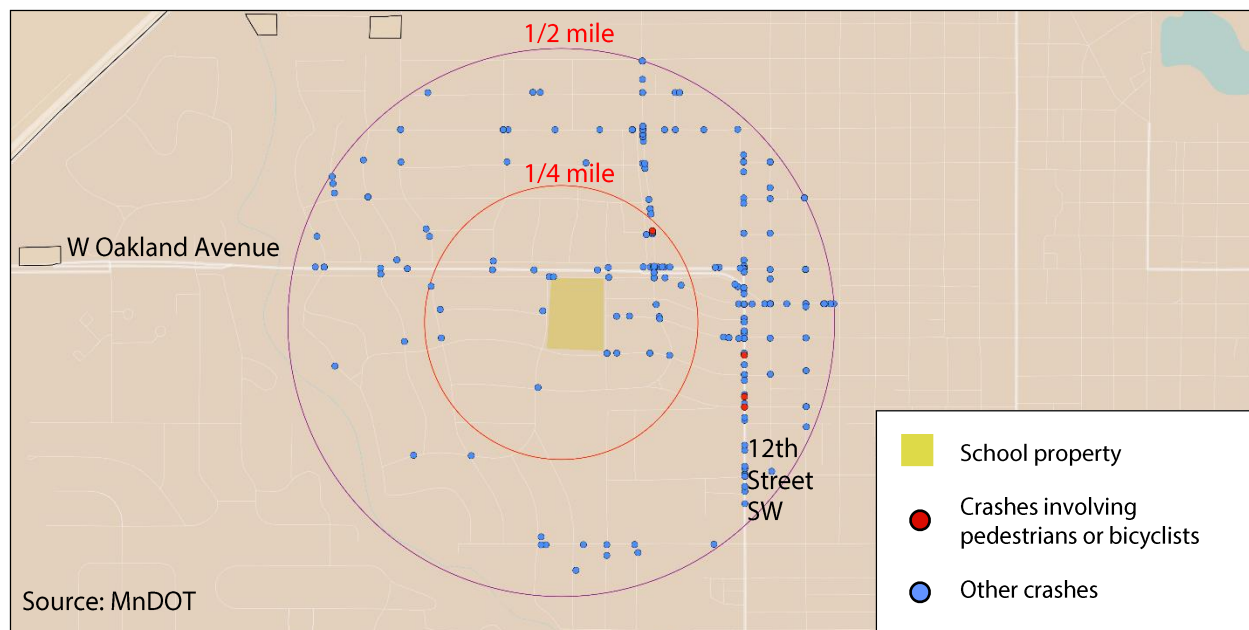 1/2 mile
1/4 mile
W Oakland Avenue
12th
Street
SW
School property
Crashes involving
pedestrians or bicyclists
Other crashes
Source: MnDOT